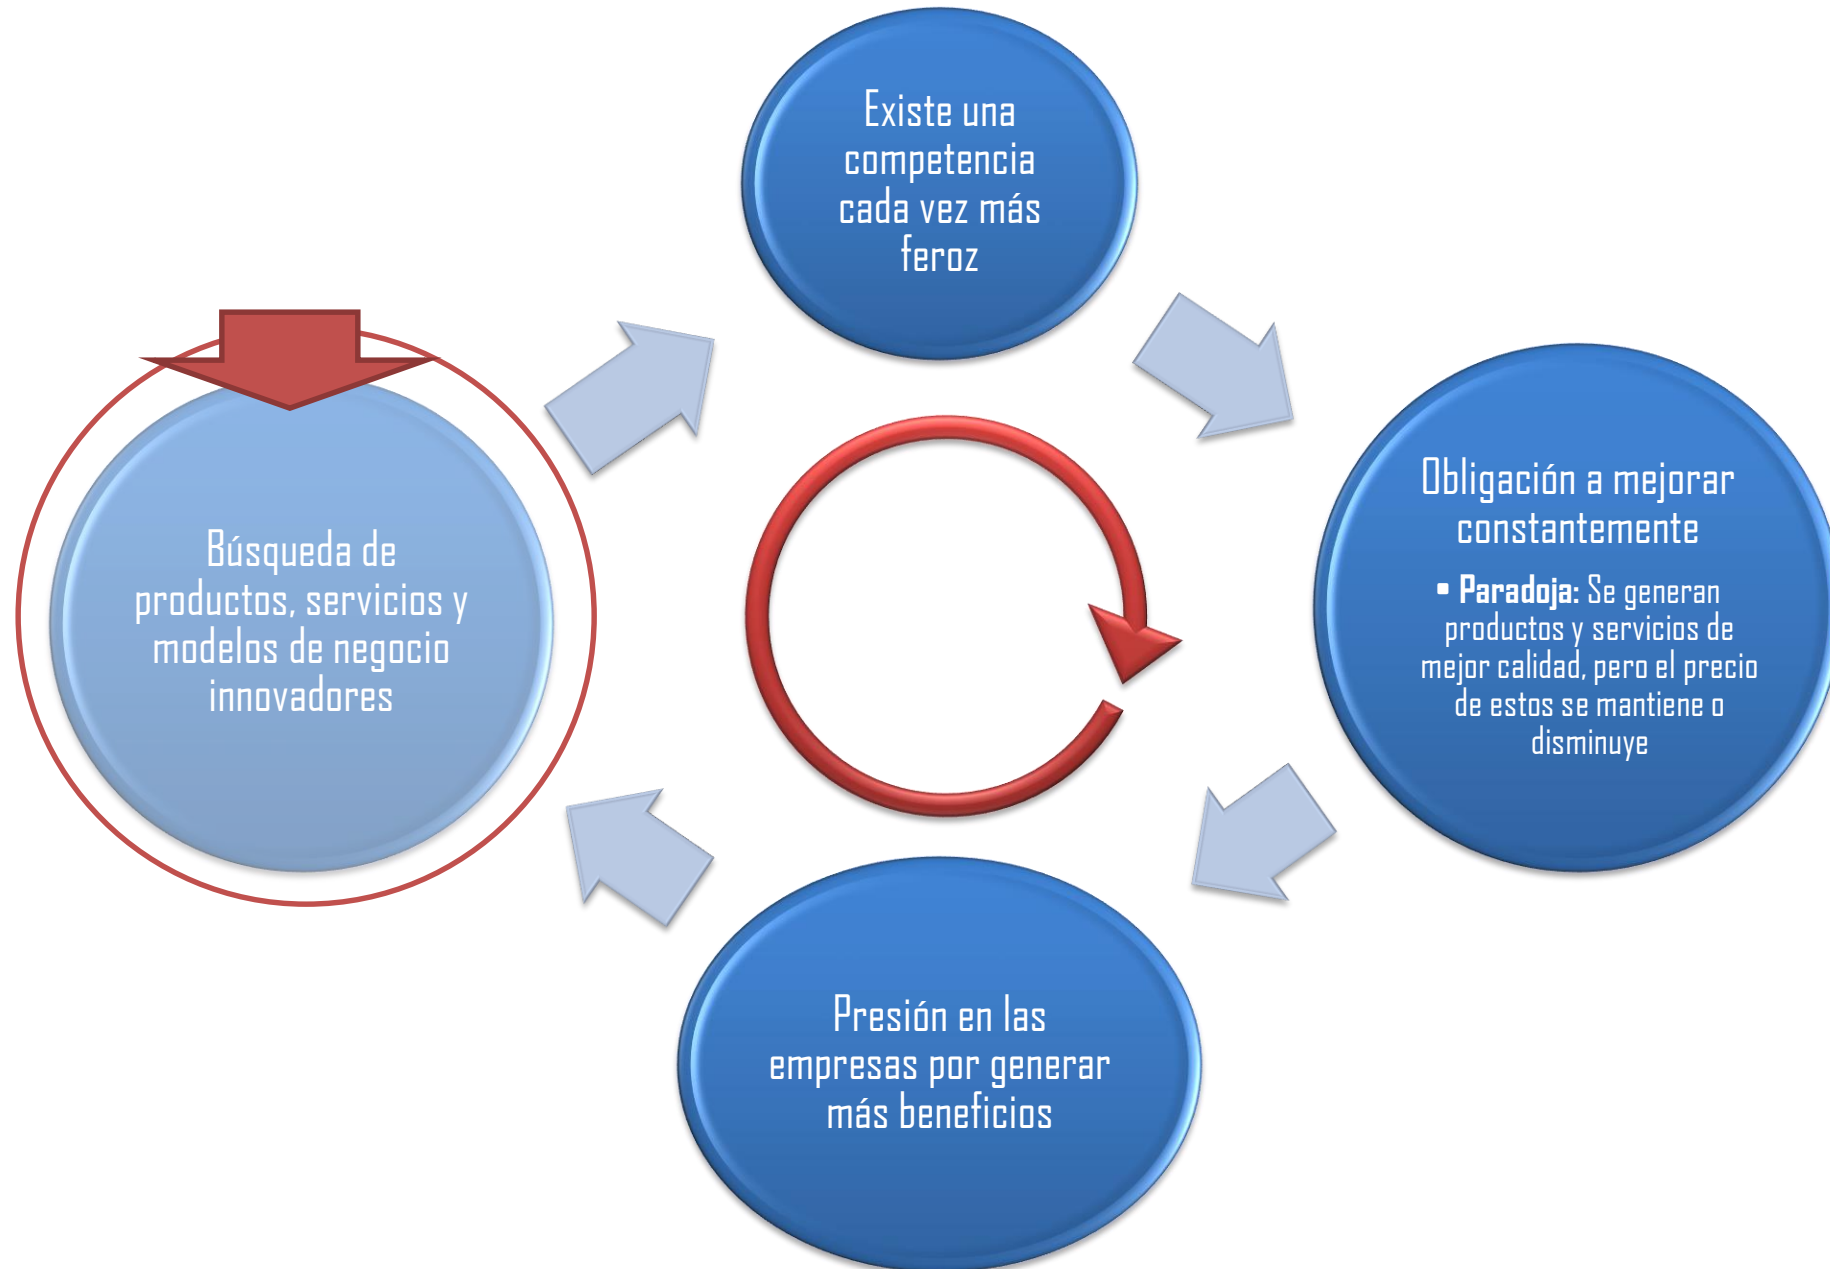 Existe una
competencia
cada vez más
feroz
Obligación a mejorar
constantemente
▪ Paradoja: Se generan
productos y servicios de
mejor calidad, pero el precio
de estos se mantiene o
disminuye
Presión en las
empresas por generar
más beneficios
Búsqueda de
productos, servicios y
modelos de negocio
innovadores